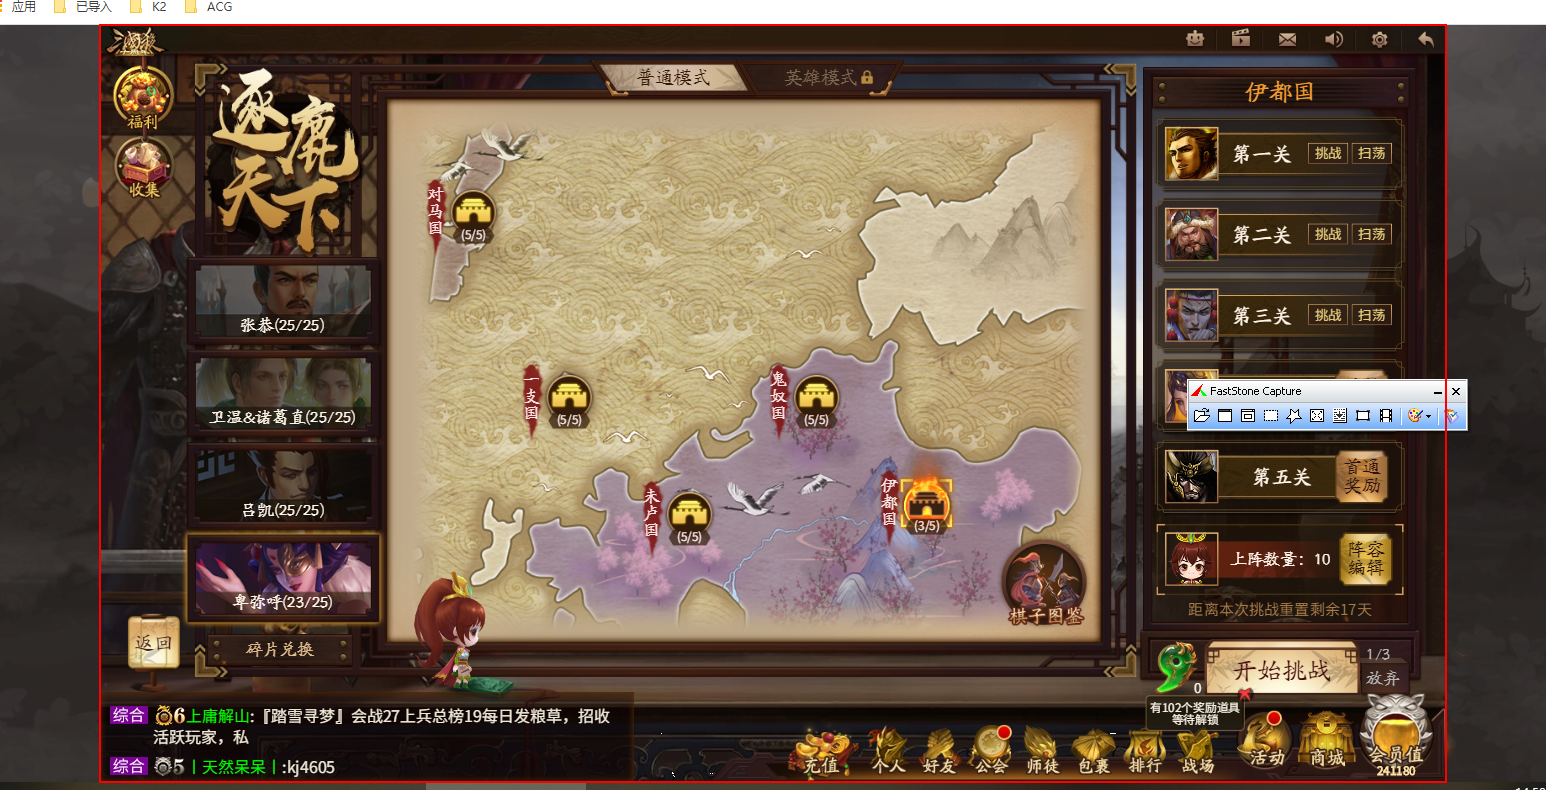 应用 已导入 K2 ACG
三国杀
福利
收集
逐鹿天下
普通模式
英雄模式
张恭(25/25)
卫温&诸葛直(25/25)
吕凯(25/25)
卑弥呼(23/25)
碎片兑换
返回
对马国
(5/5)
一支国
(5/5)
鬼奴国
(5/5)
末卢国
(5/5)
伊都国
(3/5)
棋子图鉴
伊都国
第一关 挑战 扫荡
第二关 挑战 扫荡
第三关 挑战 扫荡
FastStone Capture
第五关 首通奖励
上阵数量：10 阵容编辑
距离本次挑战重置剩余17天
0
开始挑战
1/3
放弃
有102个奖励道具
等待解锁
综合 6上庸解山:『踏雪寻梦』会战27上兵总榜19每日发粮草，招收
活跃玩家，私
综合 5丨天然呆呆丨:kj4605
充值 个人 好友 公会 师徒 包裹 排行 战场 活动 商城 会员值
241180